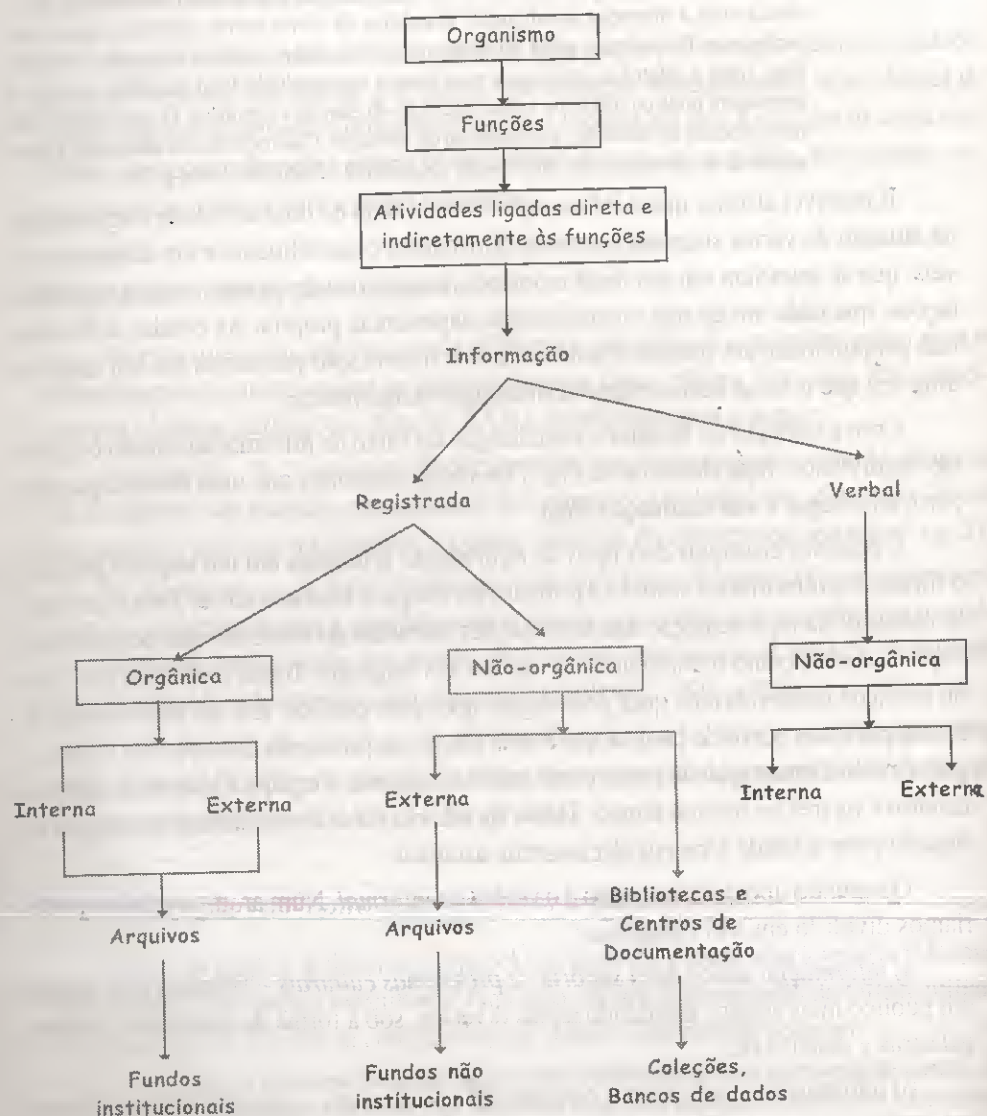 Organismo
Funções
Atividades ligadas direta e
indiretamente às funções
Informação
Registrada
Verbal
Orgânica
Não-orgânica
Não-orgânica
Interna
Externa
Externa
Interna
Externa
Arquivos
Arquivos
Bibliotecas e
Centros de
Documentação
Fundos
institucionais
Fundos não
institucionais
Coleções,
Bancos de dados